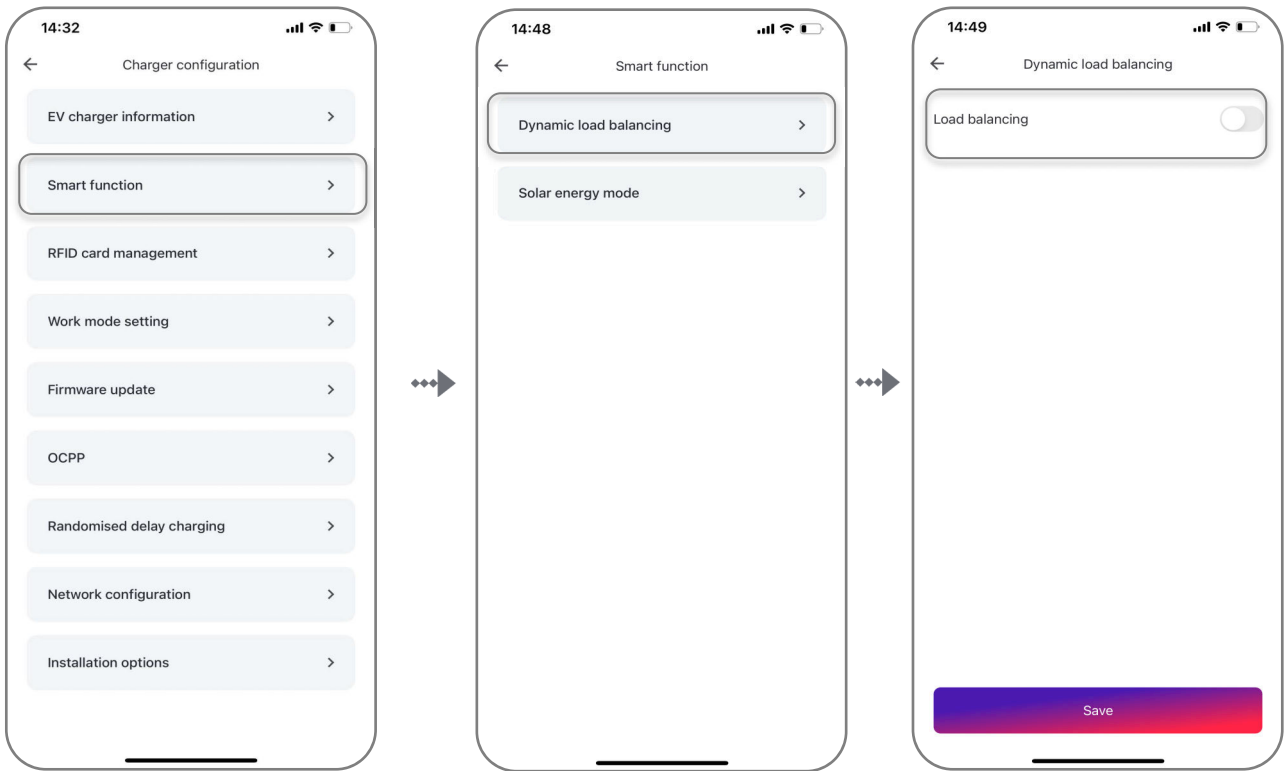 14:32
Charger configuration
EV charger information
Smart function
RFID card management
Work mode setting
Firmware update
OCPP
Randomised delay charging
Network configuration
Installation options
14:48
Smart function
Dynamic load balancing
Solar energy mode
14:49
Dynamic load balancing
Load balancing
Save